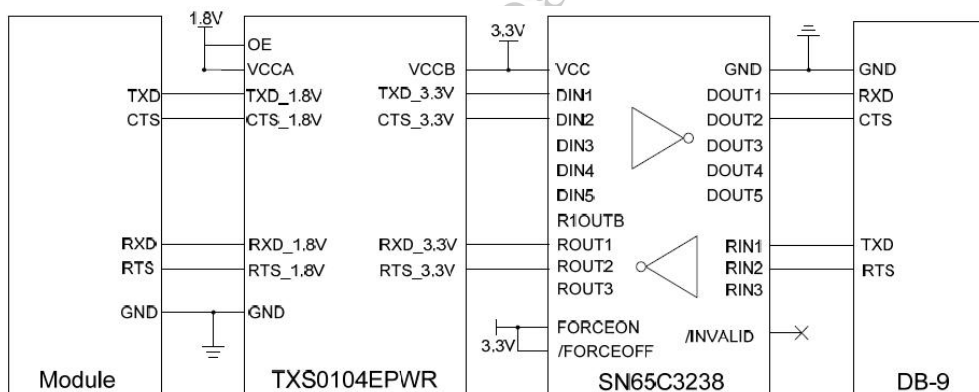 1.8V
OE
VCCA
TXD
TXD_1.8V
CTS
CTS_1.8V
RXD
RXD_1.8V
RTS
RTS_1.8V
GND
GND
Module
VCCB
TXD_3.3V
CTS_3.3V
RXD_3.3V
RTS_3.3V
TXS0104EPWR
3.3V
VCC
DIN1
DIN2
DIN3
DIN4
DIN5
R1OUTB
ROUT1
ROUT2
ROUT3
3.3V
FORCEON
/FORCEOFF
GND
DOUT1
DOUT2
DOUT3
DOUT4
DOUT5
RIN1
RIN2
RIN3
/INVALID
SN65C3238
GND
RXD
CTS
TXD
RTS
DB-9